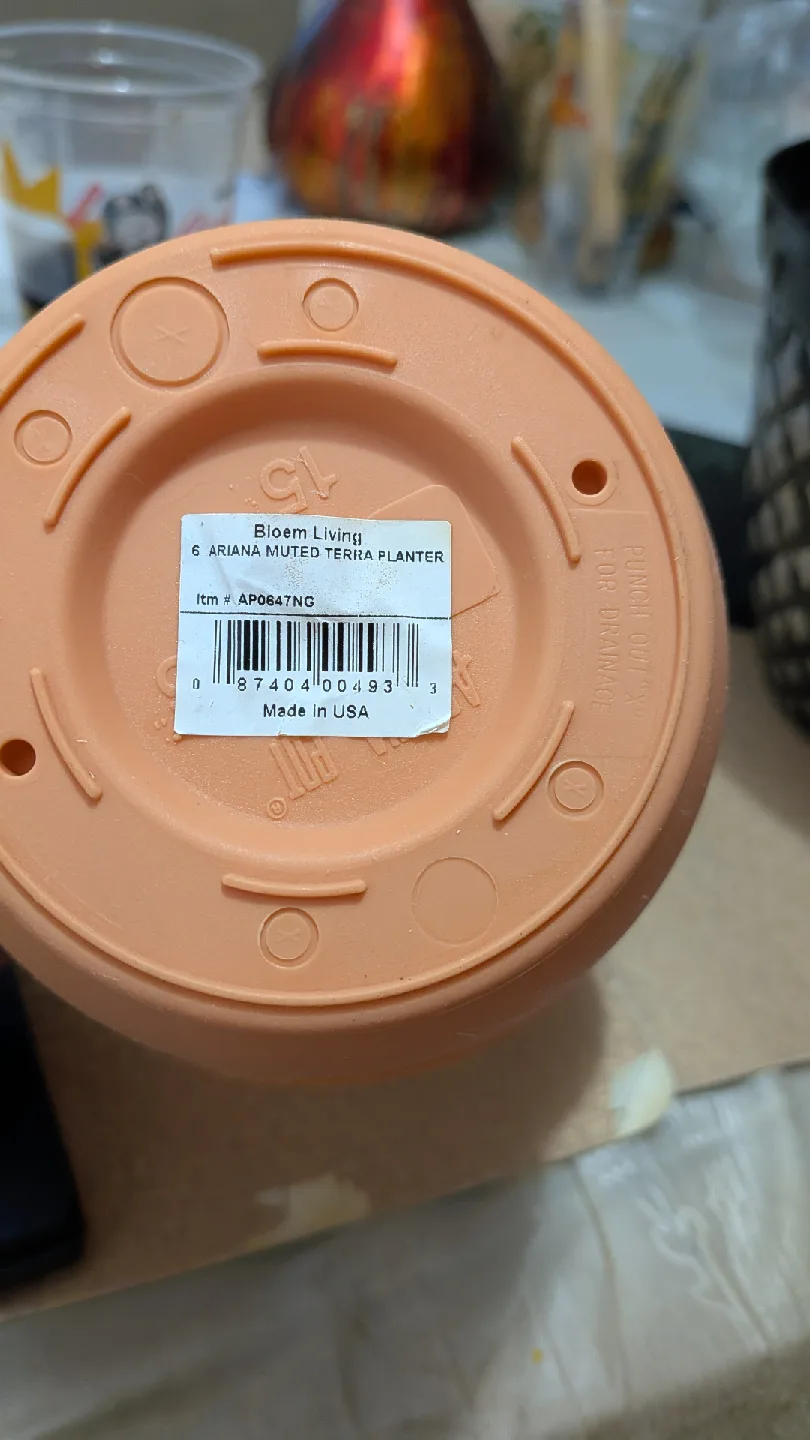 Bloem Living
6 ARIANA MUTED TERRA PLANTER
Itm # AP0647NG
0 87404 00493 3
Made in USA
15
PUNCH OUT "X"
FOR DRAINAGE
POT